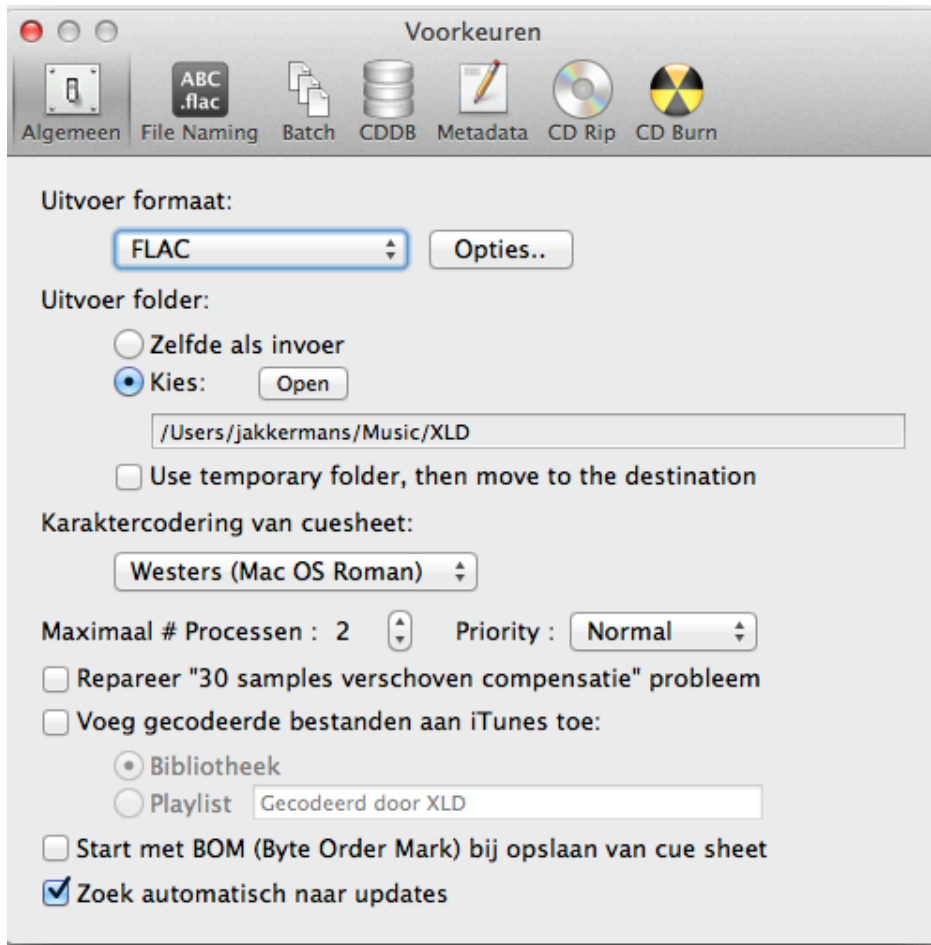 Voorkeuren
ABC
.flac
Algemeen File Naming Batch CDDB Metadata CD Rip CD Burn
Uitvoer formaat:
FLAC Opties..
Uitvoer folder:
Zelfde als invoer
Kies: Open
/Users/jakkermans/Music/XLD
Use temporary folder, then move to the destination
Karaktercodering van cuesheet:
Westers (Mac OS Roman)
Maximaal # Processen : 2 Priority : Normal
Repareer "30 samples verschoven compensatie" probleem
Voeg gecodeerde bestanden aan iTunes toe:
Bibliotheek
Playlist Gecodeerd door XLD
Start met BOM (Byte Order Mark) bij opslaan van cue sheet
Zoek automatisch naar updates